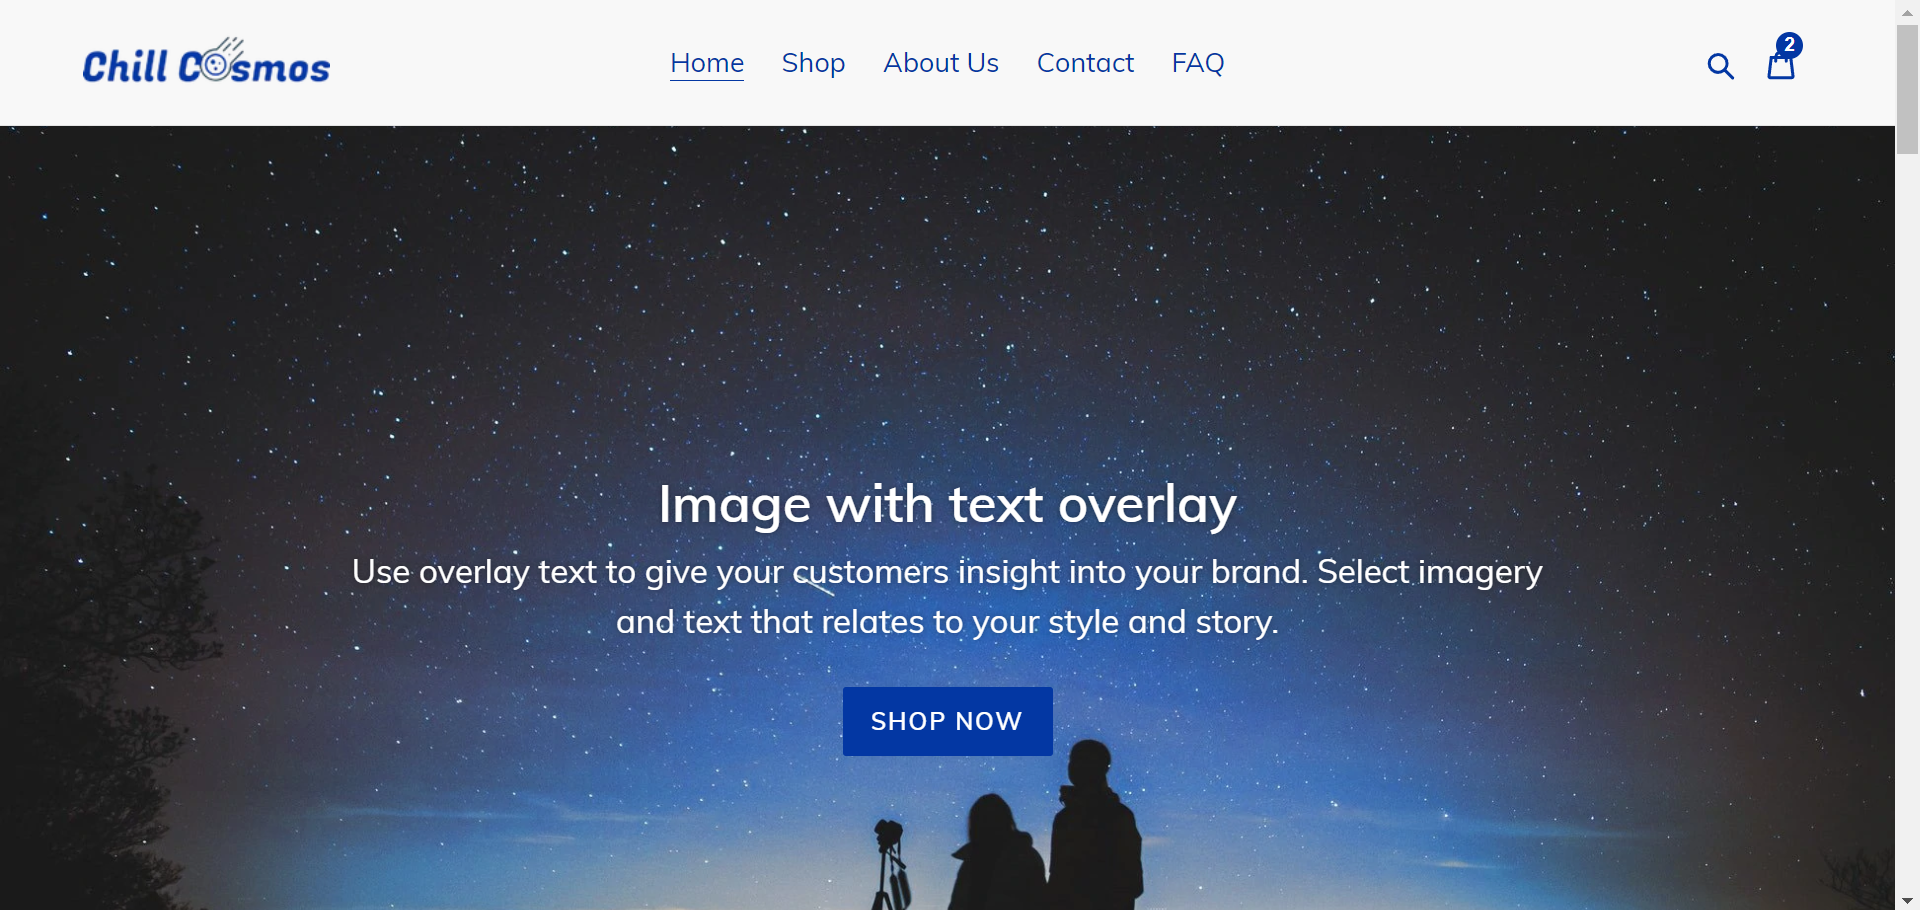 Chill Cosmos
Home Shop About Us Contact FAQ
2
Image with text overlay
Use overlay text to give your customers insight into your brand. Select imagery
and text that relates to your style and story.
SHOP NOW